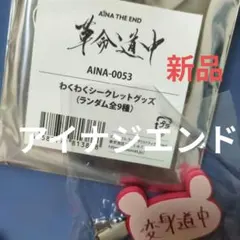 AiNA THE END
革命道中
AINA-0053
わくわくシークレットグッズ
(ランダム全9種)
新品
アイナジエンド
革命道中